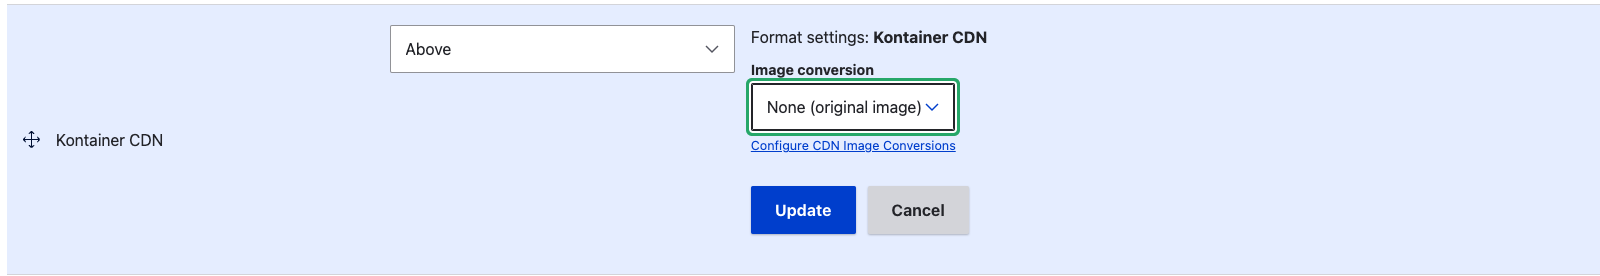 Above
Format settings: Kontainer CDN
Image conversion
None (original image)
Kontainer CDN
Configure CDN Image Conversions
Update
Cancel